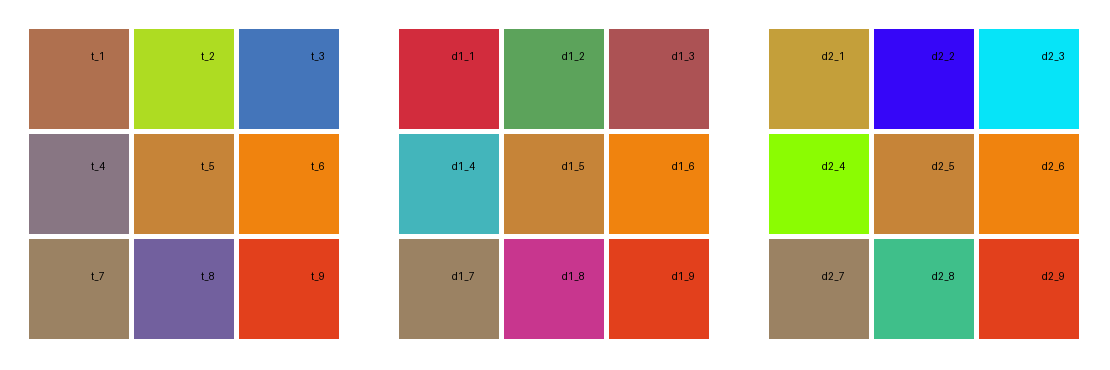 t_1 t_2 t_3 d1_1 d1_2 d1_3 d2_1 d2_2 d2_3
t_4 t_5 t_6 d1_4 d1_5 d1_6 d2_4 d2_5 d2_6
t_7 t_8 t_9 d1_7 d1_8 d1_9 d2_7 d2_8 d2_9